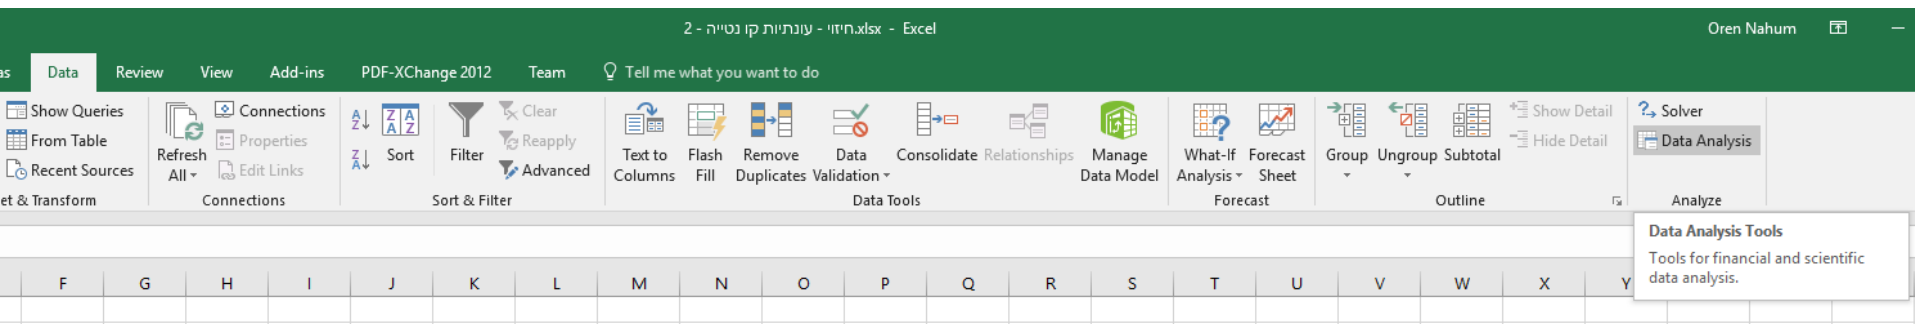 חיזוי - עונתיות קו נטייה - 2.xlsx - Excel
Oren Nahum
as Data Review View Add-ins PDF-XChange 2012 Team Tell me what you want to do
Show Queries
From Table
Recent Sources
et & Transform
Refresh
All
Connections
Properties
Edit Links
Connections
Sort
Filter
Clear
Reapply
Advanced
Sort & Filter
Text to
Columns
Flash
Fill
Remove
Duplicates
Data
Validation
Consolidate
Relationships
Manage
Data Model
Data Tools
What-If
Analysis
Forecast
Sheet
Forecast
Group
Ungroup
Subtotal
Show Detail
Hide Detail
Outline
Solver
Data Analysis
Analyze
Data Analysis Tools
Tools for financial and scientific
data analysis.
F G H I J K L M N O P Q R S T U V W X Y